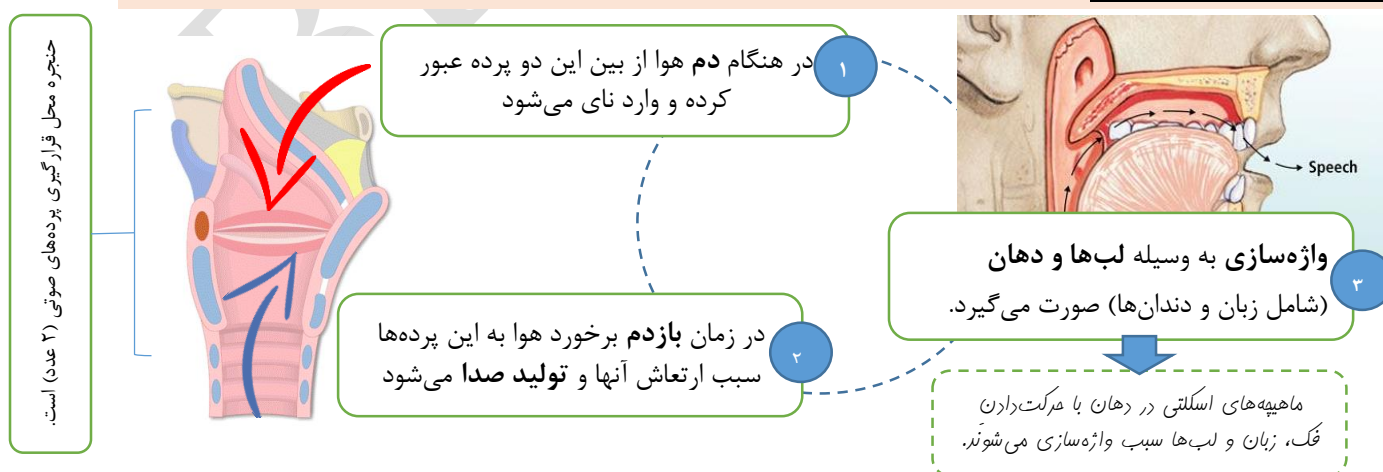 حنجره محل قرارگیری پرده‌های صوتی (۲ عدد) است.
۱
در هنگام دم هوا از بین این دو پرده عبور
کرده و وارد نای می‌شود
۲
در زمان بازدم برخورد هوا به این پرده‌ها
سبب ارتعاش آنها و تولید صدا می‌شود
Speech
۳
واژه‌سازی به وسیله لب‌ها و دهان
(شامل زبان و دندان‌ها) صورت می‌گیرد.
ماهیچه‌های اسکلتی در دهان با حرکت‌دادن
فک، زبان و لب‌ها سبب واژه‌سازی می‌شوند.